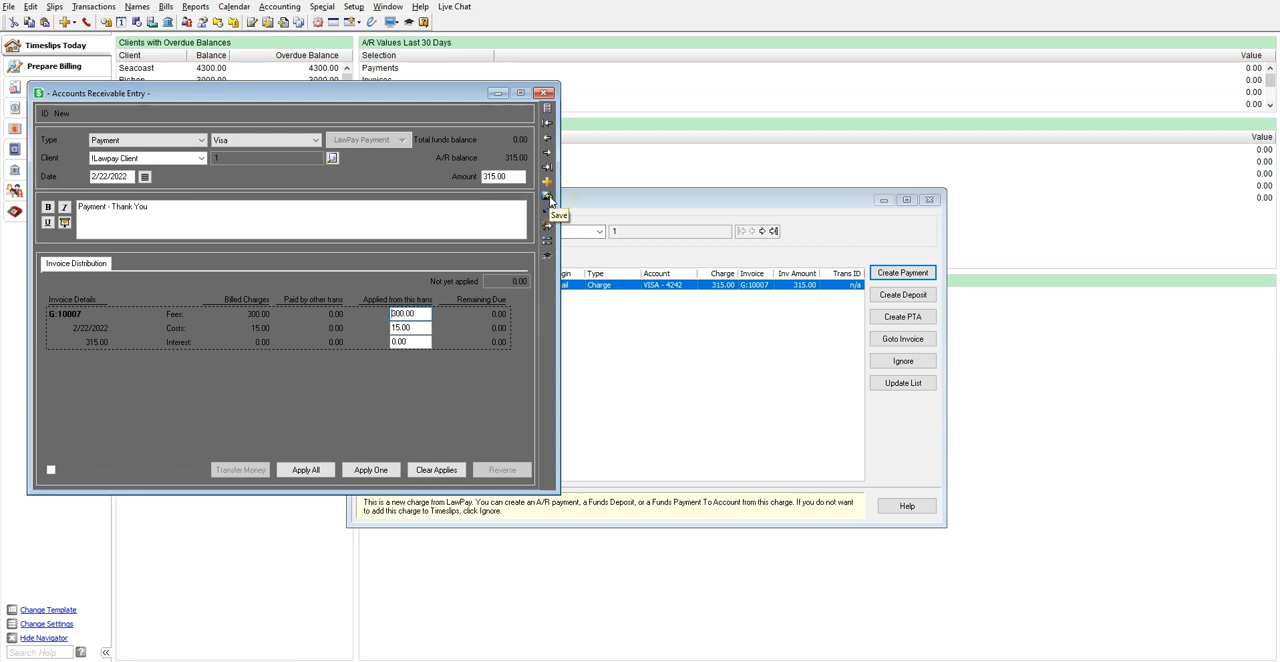 File Edit Slips Transactions Names Bills Reports Calendar Accounting Special Setup Window Help Live Chat
Timeslips Today
Prepare Billing
Clients with Overdue Balances
Client Balance Overdue Balance
Seacoast 4300.00 4300.00
A/R Values Last 30 Days
Selection Value
Payments 0.00
0.00
0.00
0.00
Value
0.00
0.00
0.00
0.00
0.00
- Accounts Receivable Entry -
ID New
Type Payment Visa LawPay Payment Total funds balance 0.00
Client !Lawpay Client 1 A/R balance 315.00
Date 2/22/2022 Amount 315.00
B I Payment - Thank You
U
Save
Invoice Distribution
Not yet applied 0.00
Invoice Details Billed Charges Paid by other trans Applied from this trans Remaining Due
G:10007 Fees: 300.00 0.00 300.00 0.00
2/22/2022 Costs: 15.00 0.00 15.00 0.00
315.00 Interest: 0.00 0.00 0.00 0.00
Transfer Money Apply All Apply One Clear Applies Reverse
1
Type Account Charge Invoice Inv Amount Trans ID
Charge VISA - 4242 315.00 G:10007 315.00 n/a
Create Payment
Create Deposit
Create PTA
Goto Invoice
Ignore
Update List
This is a new charge from LawPay. You can create an A/R payment, a Funds Deposit, or a Funds Payment To Account from this charge. If you do not want
to add this charge to Timeslips, click Ignore.
Help
Change Template
Change Settings
Hide Navigator
Search Help